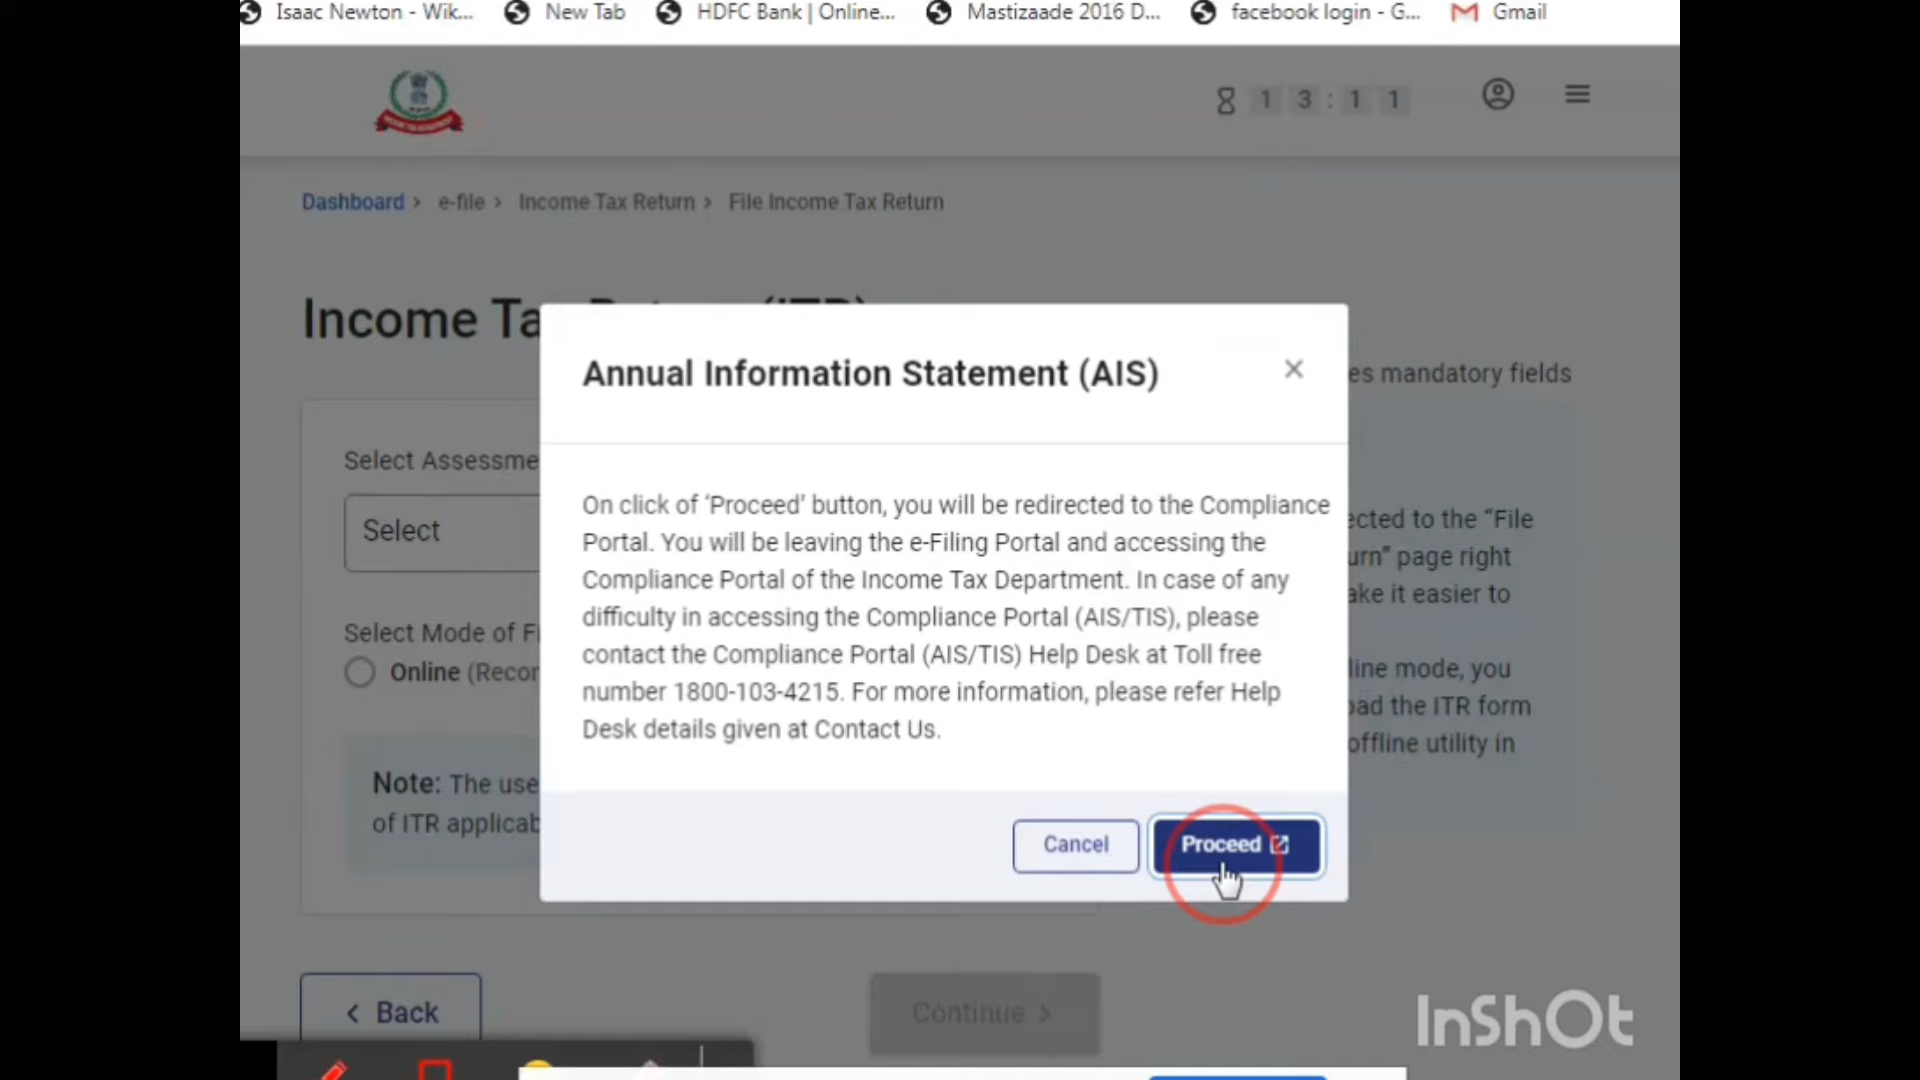 Isaac Newton - Wik... New Tab HDFC Bank | Online... Mastizaade 2016 D... facebook login - G... Gmail
13:11
Dashboard > e-file > Income Tax Return > File Income Tax Return
Income Ta
es mandatory fields
Annual Information Statement (AIS)
Select Assessme
Select
On click of ‘Proceed’ button, you will be redirected to the Compliance
Portal. You will be leaving the e-Filing Portal and accessing the
Compliance Portal of the Income Tax Department. In case of any
difficulty in accessing the Compliance Portal (AIS/TIS), please
contact the Compliance Portal (AIS/TIS) Help Desk at Toll free
number 1800-103-4215. For more information, please refer Help
Desk details given at Contact Us.
ected to the “File
urn” page right
ake it easier to
Select Mode of Fi
Online (Recor
line mode, you
oad the ITR form
offline utility in
Note: The use
of ITR applicab
Cancel
Proceed
< Back
Continue >
InShOt